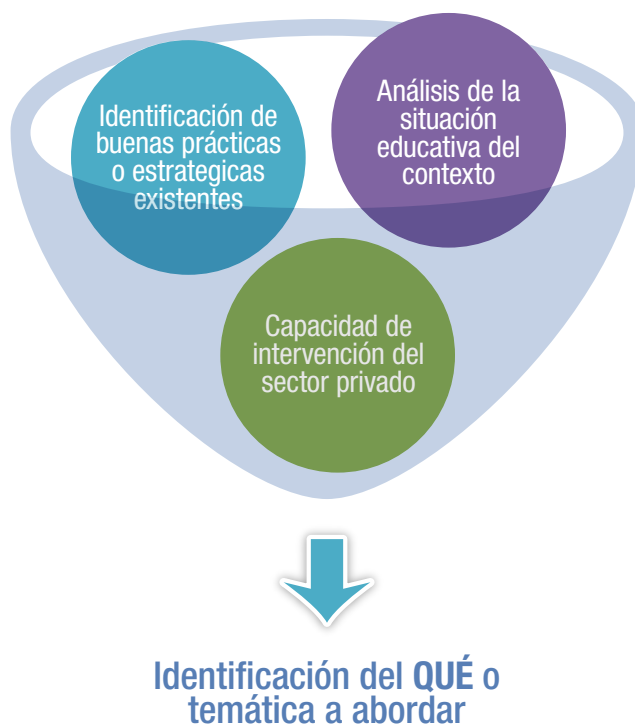 Identificación de
buenas prácticas
o estrategicas
existentes
Análisis de la
situación
educativa del
contexto
Capacidad de
intervención del
sector privado
Identificación del QUÉ o
temática a abordar